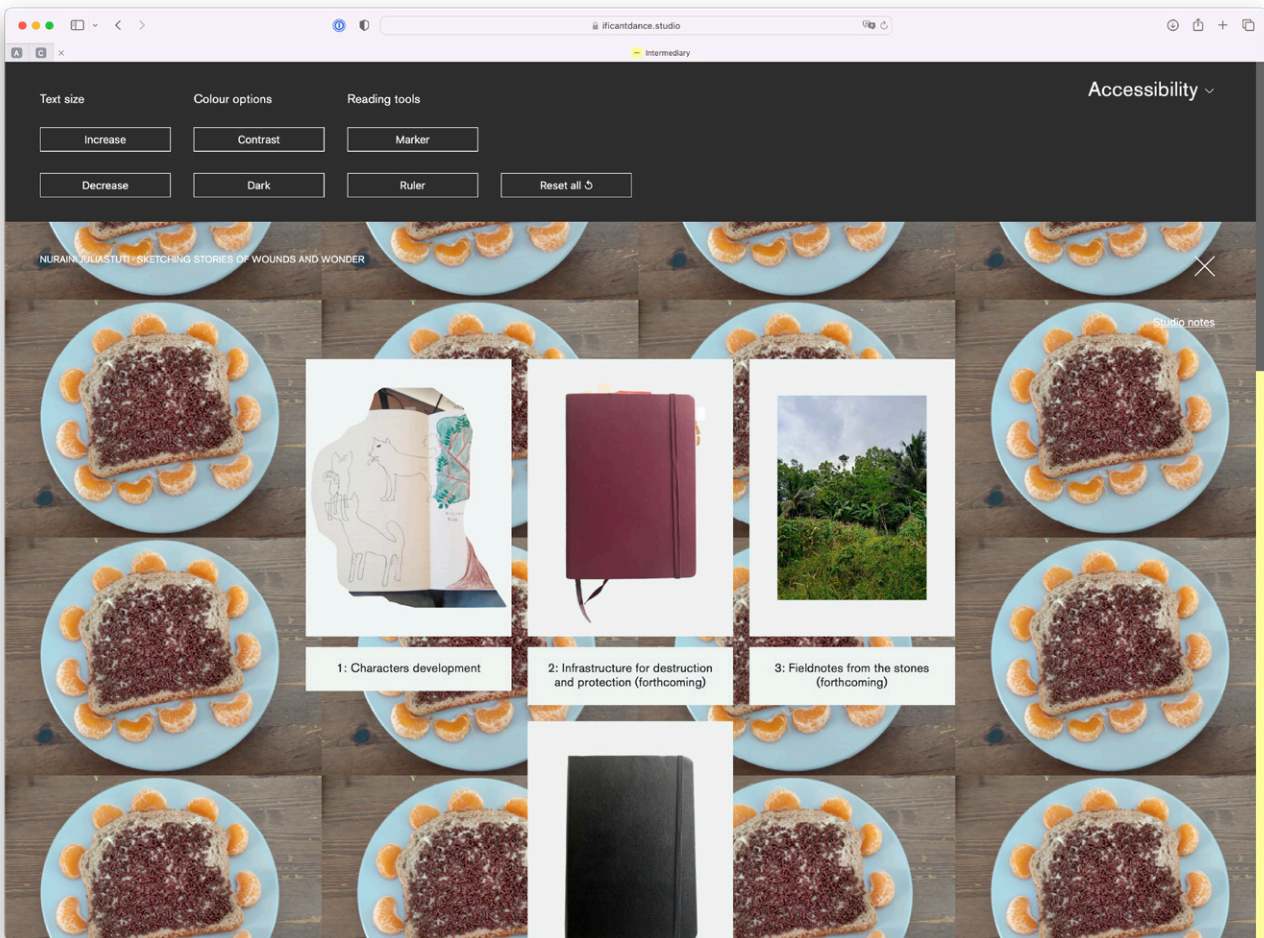 ificantdance.studio
A
C
Intermediary
Text size
Colour options
Reading tools
Accessibility
Increase
Contrast
Marker
Decrease
Dark
Ruler
Reset all
NURAINI JULIASTUTI · SKETCHING STORIES OF WOUNDS AND WONDER
Studio notes
1: Characters development
2: Infrastructure for destruction
and protection (forthcoming)
3: Fieldnotes from the stones
(forthcoming)